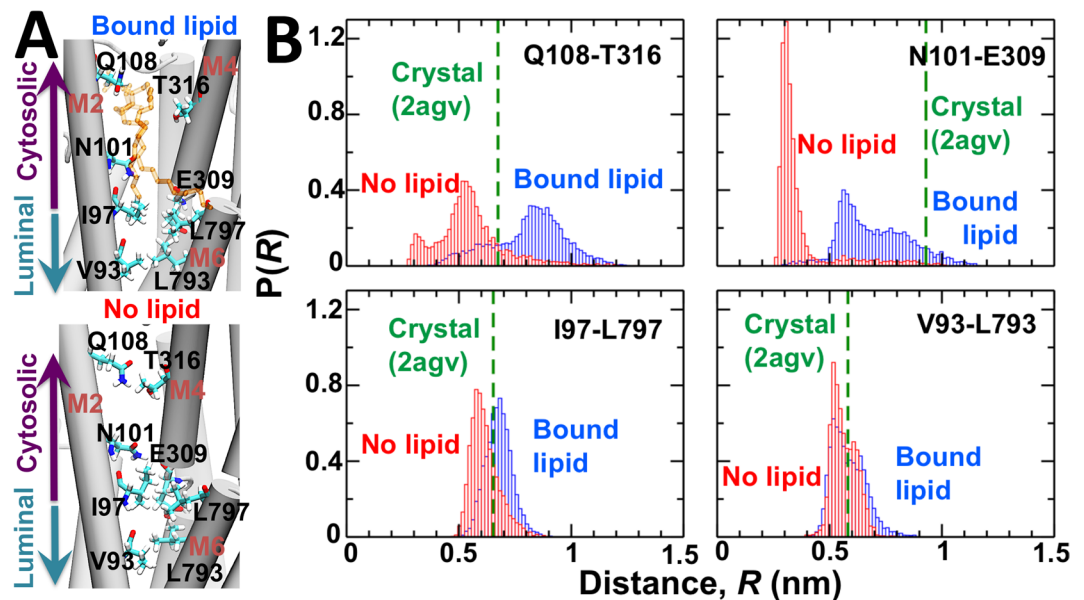 A
Bound lipid
Cytosolic
Luminal
Q108
T316
M4
M2
N101
E309
I97
L797
V93
M6
L793
No lipid
Cytosolic
Luminal
Q108
T316
M4
M2
N101
E309
I97
L797
V93
M6
L793
B
P(R)
1.2
0.8
0.4
0
Q108-T316
Crystal
(2agv)
No lipid
Bound lipid
N101-E309
Crystal
(2agv)
No lipid
Bound
lipid
1.2
0.8
0.4
0
I97-L797
Crystal
(2agv)
No lipid
Bound
lipid
0 0.5 1 1.5
V93-L793
Crystal
(2agv)
No lipid
Bound
lipid
0 0.5 1 1.5
Distance, R (nm)